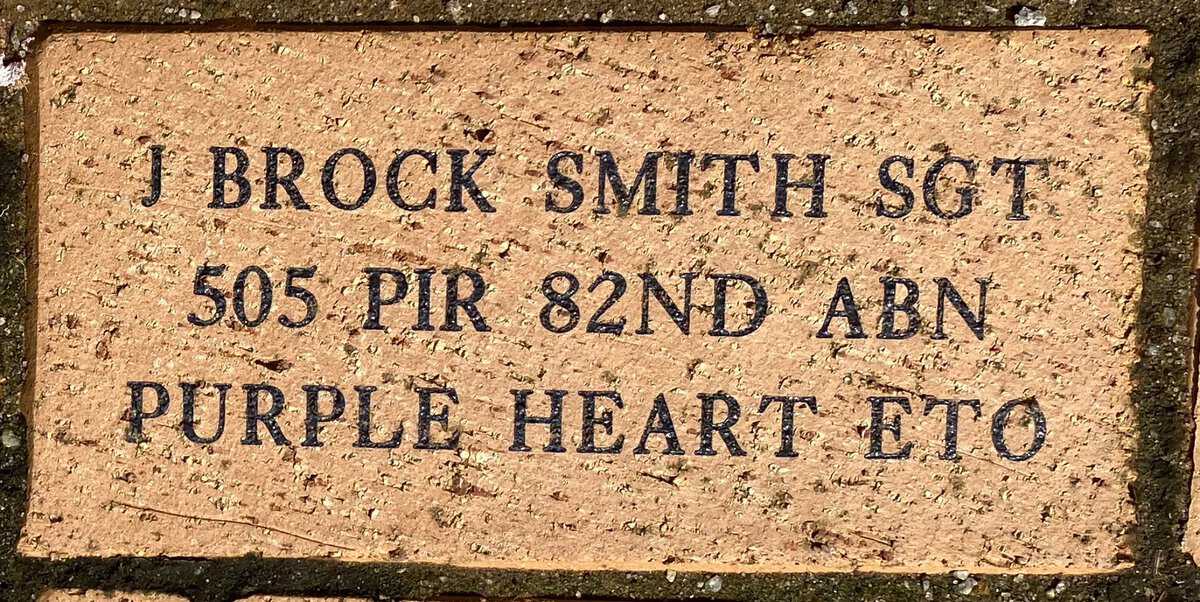 J BROCK SMITH SGT
505 PIR 82ND ABN
PURPLE HEART ETO